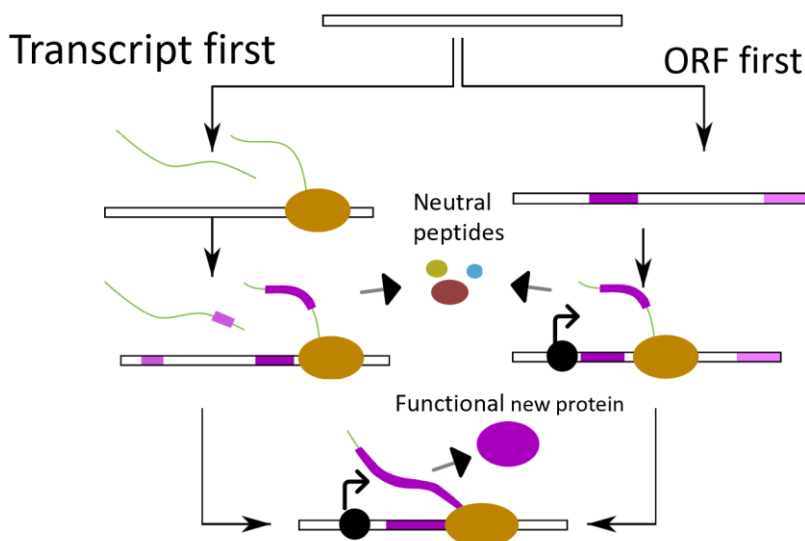 Transcript first
ORF first
Neutral
peptides
Functional new protein